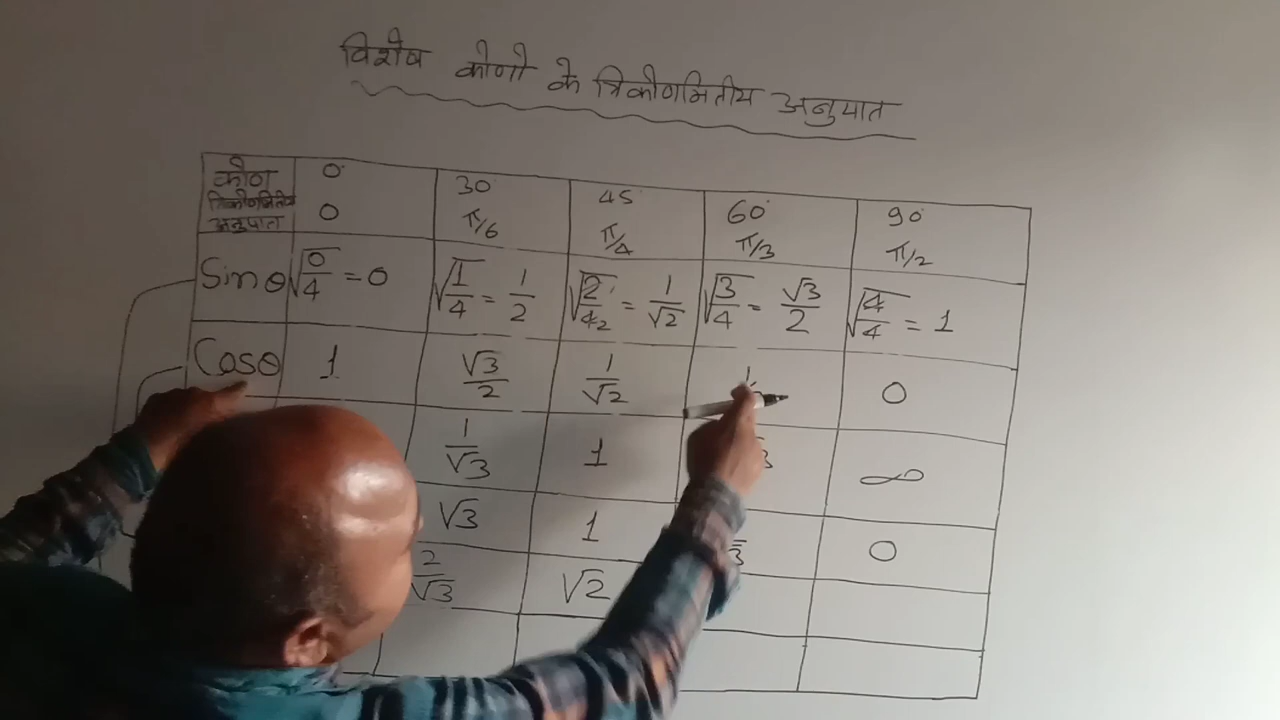 विशेष कोणो के त्रिकोणमितीय अनुपात
कोण 0° 30 45 60° 90°
त्रिकोणमितीय
अनुपात 0 π/6 π/4 π/3 π/2
Sinθ √0/4 = 0 √1/4 = 1/2 √2/4 2 = 1/√2 √3/4 = √3/2 √4/4 = 1
Cosθ 1 √3/2 1/√2 0
1/√3 1 ∞
√3 1 0
2/√3 √2